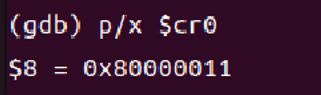 (gdb) p/x $cr0
$8 = 0x80000011